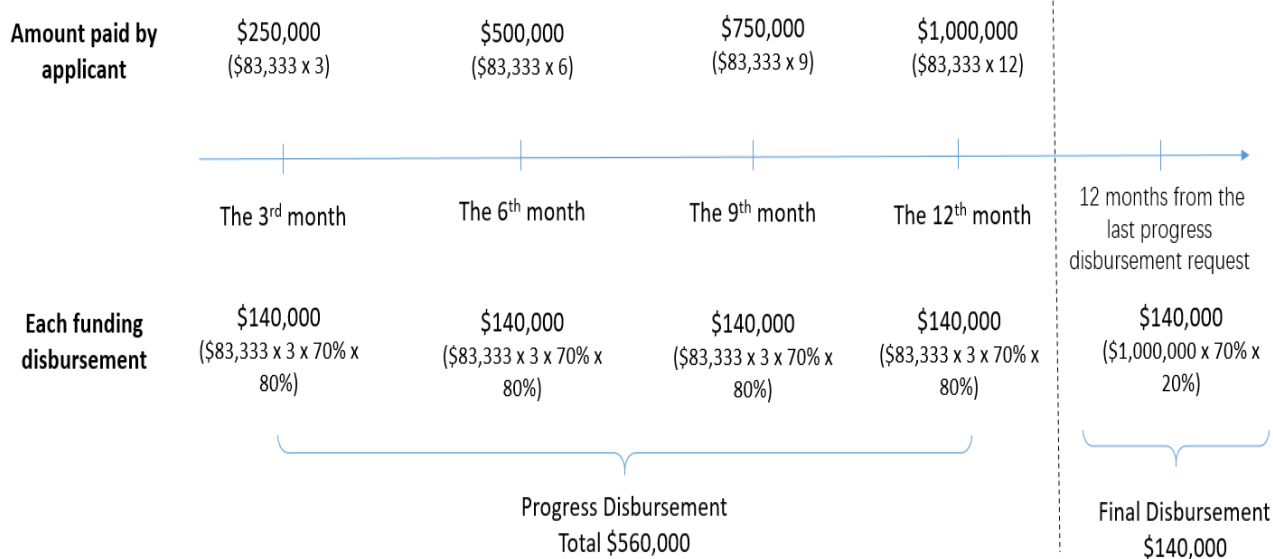 Amount paid by
applicant
$250,000
($83,333 x 3)
$500,000
($83,333 x 6)
$750,000
($83,333 x 9)
$1,000,000
($83,333 x 12)
The 3rd month
The 6th month
The 9th month
The 12th month
12 months from the
last progress
disbursement request
Each funding
disbursement
$140,000
($83,333 x 3 x 70% x
80%)
$140,000
($83,333 x 3 x 70% x
80%)
$140,000
($83,333 x 3 x 70% x
80%)
$140,000
($83,333 x 3 x 70% x
80%)
$140,000
($1,000,000 x 70% x
20%)
Progress Disbursement
Total $560,000
Final Disbursement
$140,000